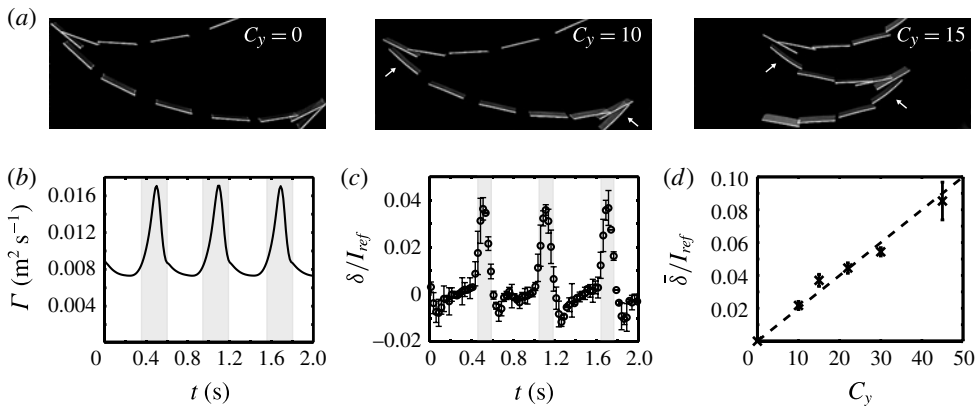 (a) C_y = 0 C_y = 10 C_y = 15
(b) (c) (d)
Γ (m² s⁻¹)
0.016
0.012
0.008
0.004
0 0.4 0.8 1.2 1.6 2.0
t (s)
δ/I_ref
0.04
0.02
0
−0.02
0 0.4 0.8 1.2 1.6 2.0
t (s)
δ̄/I_ref
0.10
0.08
0.06
0.04
0.02
0 10 20 30 40 50
C_y